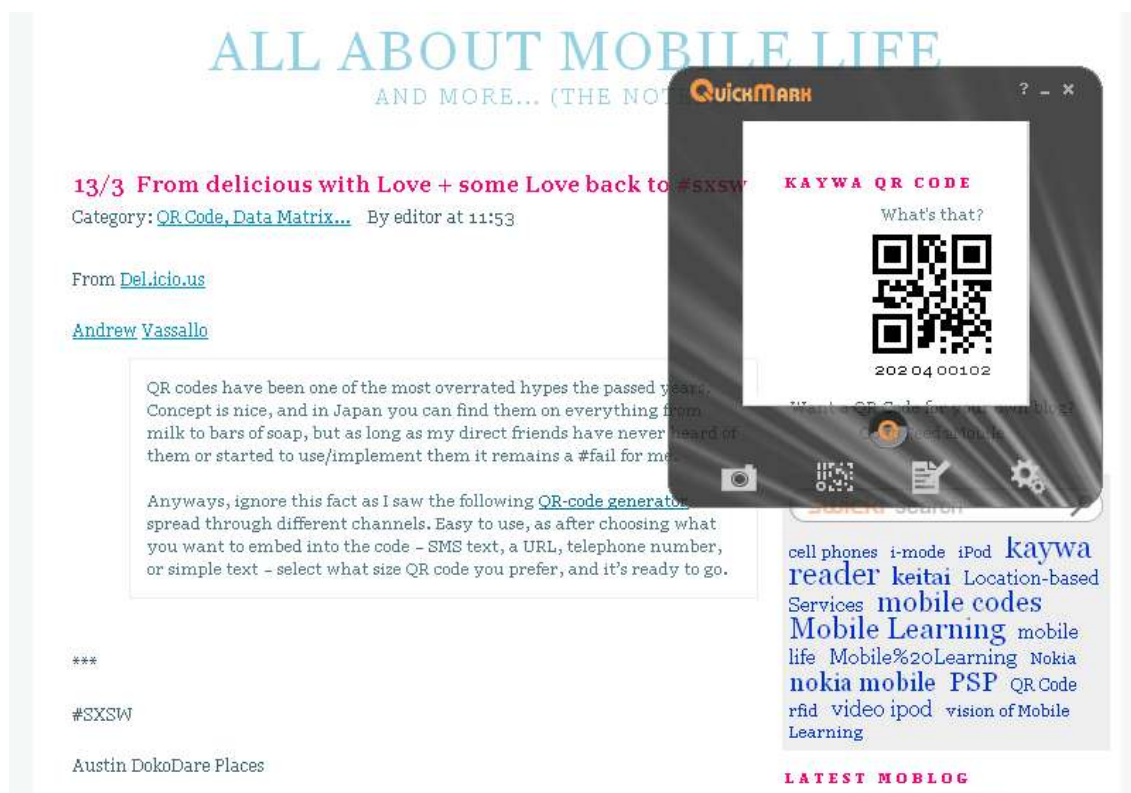 ALL ABOUT MOBILE LIFE
AND MORE... (THE NOT
QuickMark
? – ×
13/3 From delicious with Love + some Love back to #sxsw
Category: QR Code, Data Matrix... By editor at 11:53
From Del.icio.us
Andrew Vassallo
QR codes have been one of the most overrated hypes the passed years.
Concept is nice, and in Japan you can find them on everything from
milk to bars of soap, but as long as my direct friends have never heard of
them or started to use/implement them it remains a #fail for me.
Anyways, ignore this fact as I saw the following QR-code generator
spread through different channels. Easy to use, as after choosing what
you want to embed into the code – SMS text, a URL, telephone number,
or simple text – select what size QR code you prefer, and it's ready to go.
***
#SXSW
Austin DokoDare Places
KAYWA QR CODE
What's that?
202 04 00102
Want a QR Code for your own blog?
Q
swicki search
cell phones i-mode iPod kaywa
reader keitai Location-based
Services mobile codes
Mobile Learning mobile
life Mobile%20Learning Nokia
nokia mobile PSP QR Code
rfid video ipod vision of Mobile
Learning
LATEST MOBLOG